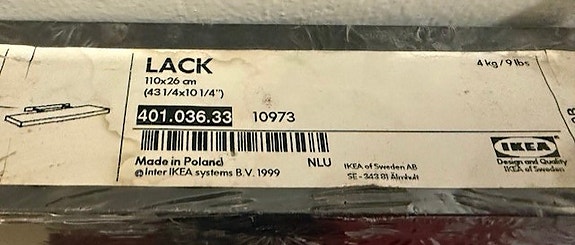 LACK
110x26 cm
(43 1/4x10 1/4")
4 kg/9 lbs
401.036.33 10973
Made in Poland
NLU
© Inter IKEA systems B.V. 1999
IKEA of Sweden AB
SE - 343 81 Älmhult
IKEA
Design and Quality
IKEA of Sweden